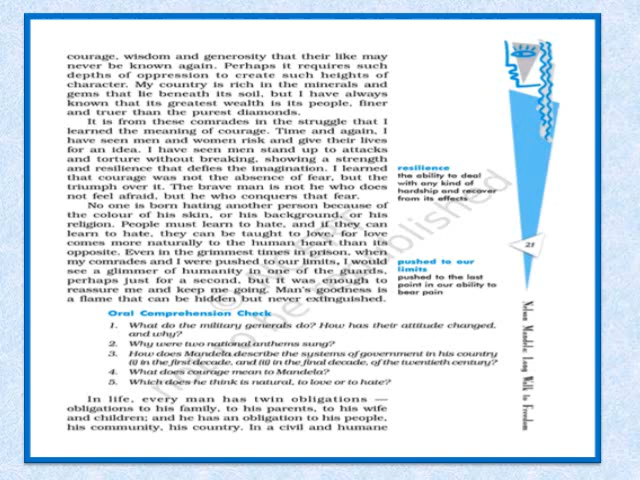 courage, wisdom and generosity that their like may
never be known again. Perhaps it requires such
depths of oppression to create such heights of
character. My country is rich in the minerals and
gems that lie beneath its soil, but I have always
known that its greatest wealth is its people, finer
and truer than the purest diamonds.
It is from these comrades in the struggle that I
learned the meaning of courage. Time and again, I
have seen men and women risk and give their lives
for an idea. I have seen men stand up to attacks
and torture without breaking, showing a strength
and resilience that defies the imagination. I learned
that courage was not the absence of fear, but the
triumph over it. The brave man is not he who does
not feel afraid, but he who conquers that fear.
No one is born hating another person because of
the colour of his skin, or his background, or his
religion. People must learn to hate, and if they can
learn to hate, they can be taught to love, for love
comes more naturally to the human heart than its
opposite. Even in the grimmest times in prison, when
my comrades and I were pushed to our limits, I would
see a glimmer of humanity in one of the guards,
perhaps just for a second, but it was enough to
reassure me and keep me going. Man's goodness is
a flame that can be hidden but never extinguished.
resilience
the ability to deal
with any kind of
hardship and recover
from its effects
pushed to our
limits
pushed to the last
point in our ability to
bear pain
Oral Comprehension Check
1. What do the military generals do? How has their attitude changed,
and why?
2. Why were two national anthems sung?
3. How does Mandela describe the systems of government in his country
(i) in the first decade, and (ii) in the final decade, of the twentieth century?
4. What does courage mean to Mandela?
5. Which does he think is natural, to love or to hate?
In life, every man has twin obligations —
obligations to his family, to his parents, to his wife
and children; and he has an obligation to his people,
his community, his country. In a civil and humane
21
Nelson Mandela: Long Walk to Freedom